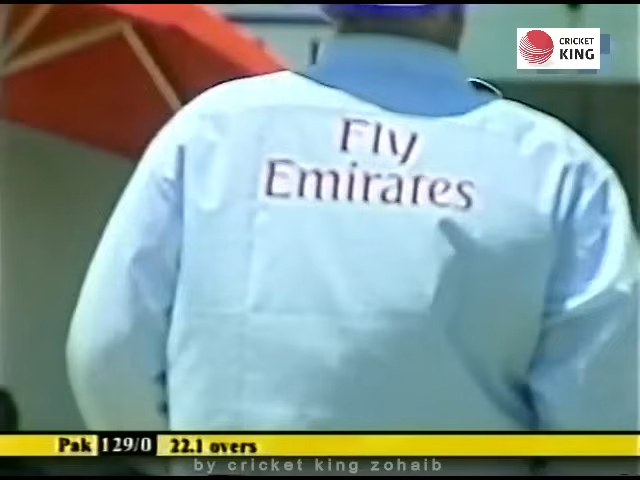 CRICKET
KING
Fly
Emirates
Pak 129/0 22.1 overs
by cricket king zohaib